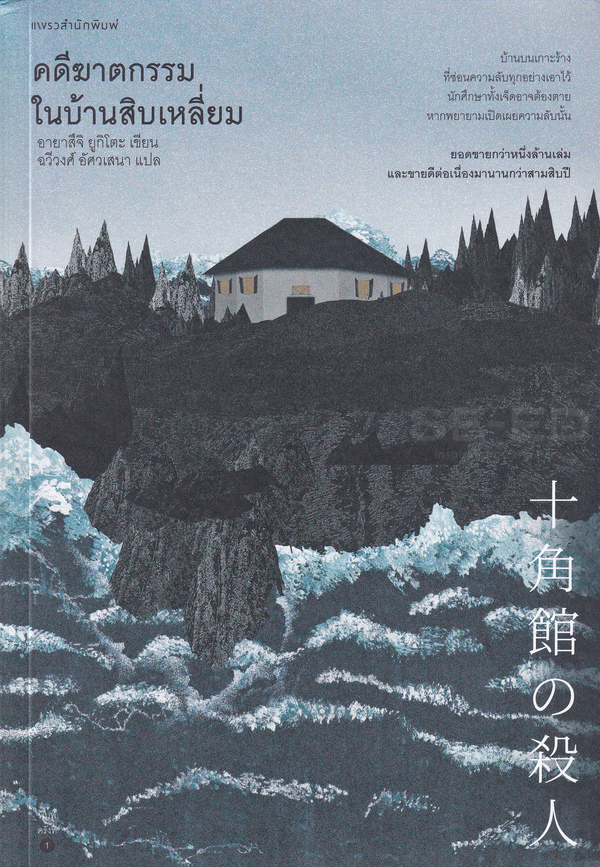 แพรวสำนักพิมพ์
คดีฆาตกรรม
ในบ้านสิบเหลี่ยม
อายาสึจิ ยูกิโตะ เขียน
ฉวีวงศ์ อัศวเสนา แปล
บ้านบนเกาะร้าง
ที่ซ่อนความลับทุกอย่างเอาไว้
นักศึกษาทั้งเจ็ดอาจต้องตาย
หากพยายามเปิดเผยความลับนั้น
ยอดขายกว่าหนึ่งล้านเล่ม
และขายดีต่อเนื่องมานานกว่าสามสิบปี
SE-ED
十角館の殺人
1